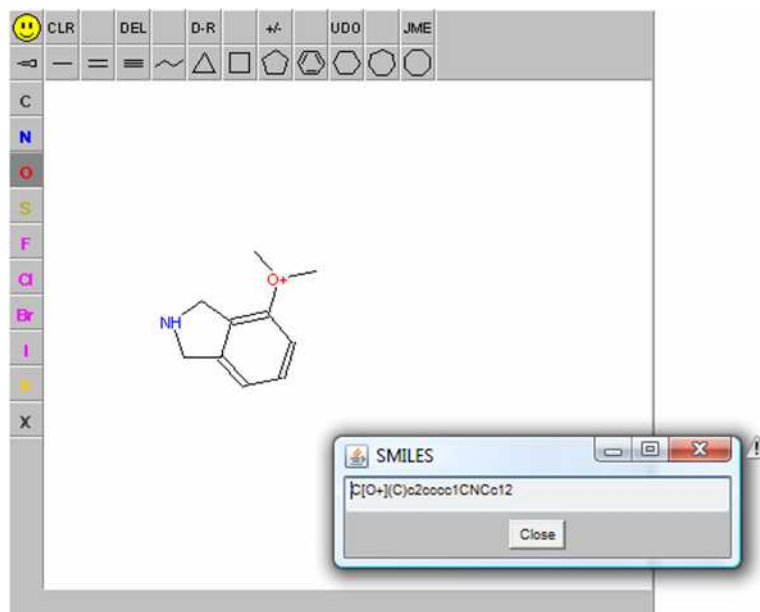 CLR DEL D-R +/- UDO JME
C
N
O
S
F
Cl
Br
I
X
O+
NH
SMILES
C[O+](C)c2cccc1CNCc12
Close